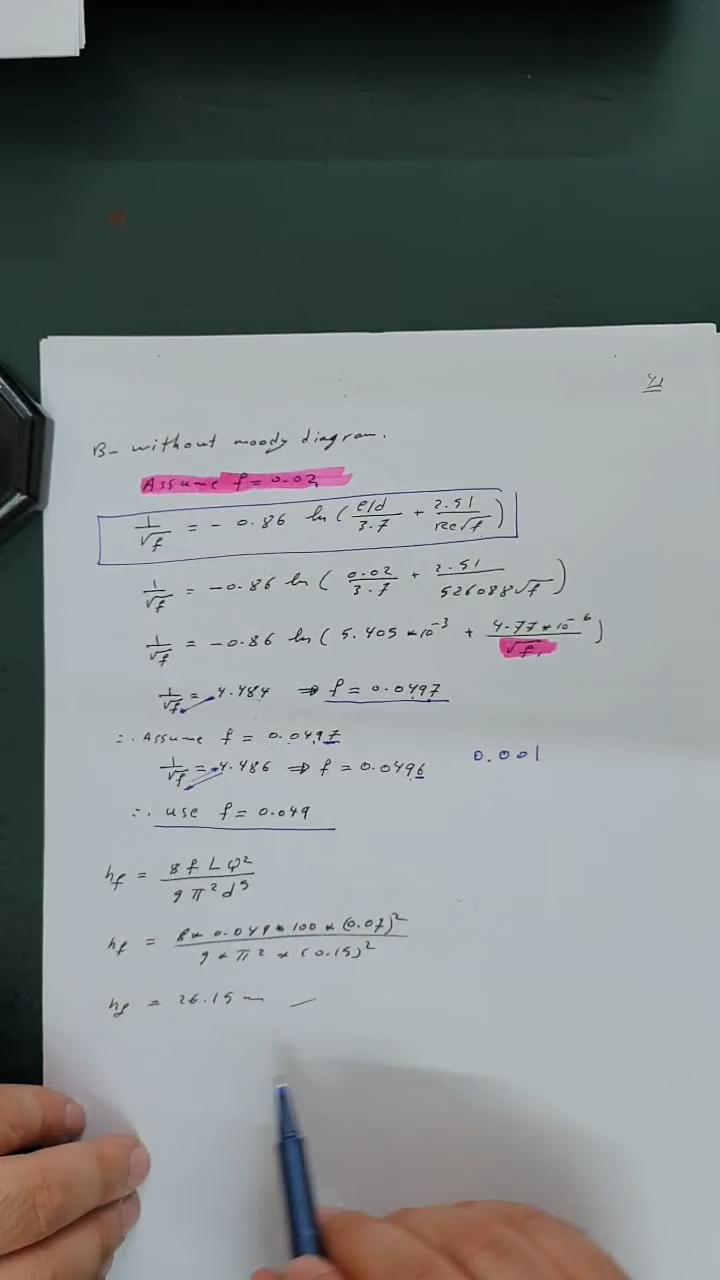 41
B- without moody diagram.
Assume f = 0.02
1/√f = - 0.86 ln ( e/d / 3.7 + 2.51 / Re√f )
1/√f = -0.86 ln ( 0.02 / 3.7 + 2.51 / 526088√f )
1/√f = -0.86 ln ( 5.405 * 10⁻³ + 4.77 * 10⁻⁶ / √f )
1/√f = 4.484 ⇒ f = 0.0497
∴ Assume f = 0.0497
1/√f = 4.486 ⇒ f = 0.0496 0.001
∴ use f = 0.049
hf = 8 f L Q² / g π² d⁵
hf = 8 * 0.049 * 100 * (0.07)² / g * π² * (0.15)²
hf = 26.15 m